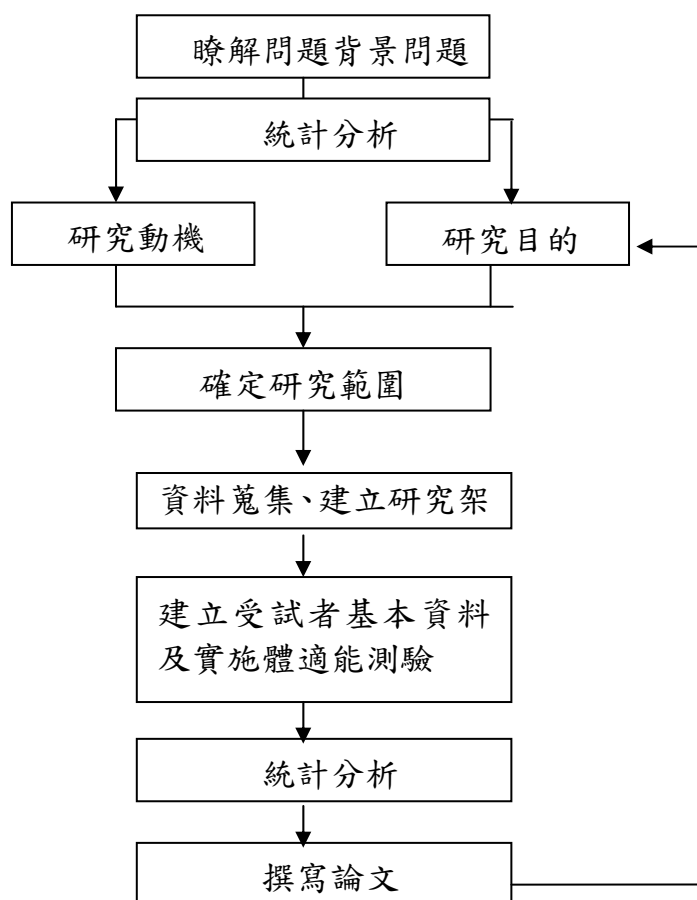 瞭解問題背景問題
統計分析
研究動機
研究目的
確定研究範圍
資料蒐集、建立研究架
建立受試者基本資料
及實施體適能測驗
統計分析
撰寫論文